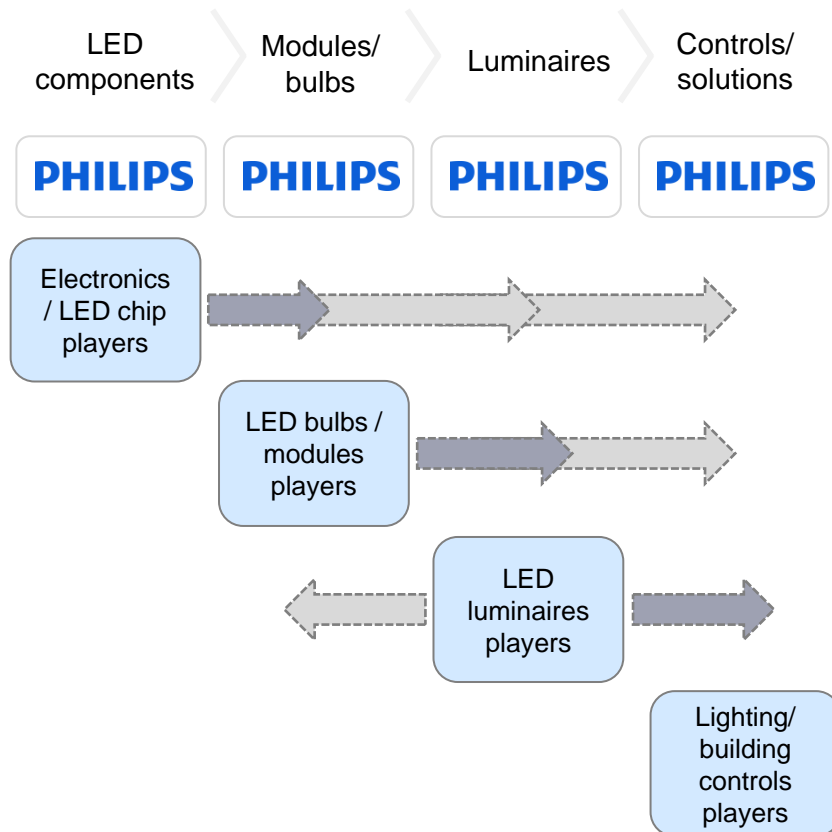 LED
components
Modules/
bulbs
Luminaires
Controls/
solutions
PHILIPS
PHILIPS
PHILIPS
PHILIPS
Electronics
/ LED chip
players
LED bulbs /
modules
players
LED
luminaires
players
Lighting/
building
controls
players